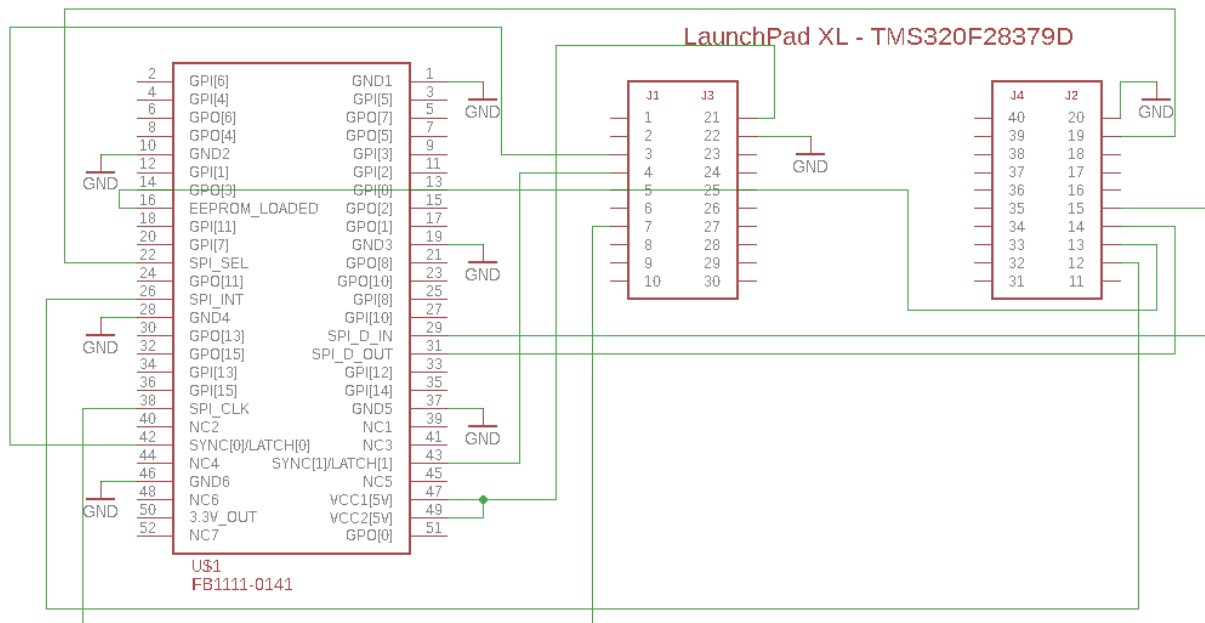 LaunchPad XL - TMS320F28379D
2 GPI[6] GND1 1
4 GPI[4] GPI[5] 3
6 GPO[6] GPO[7] 5
8 GPO[4] GPO[5] 7
10 GND2 GPI[3] 9
12 GPI[1] GPI[2] 11
14 GPO[3] GPI[0] 13
16 EEPROM_LOADED GPO[2] 15
18 GPI[11] GPO[1] 17
20 GPI[7] GND3 19
22 SPI_SEL GPO[8] 21
24 GPO[11] GPO[10] 23
26 SPI_INT GPI[8] 25
28 GND4 GPI[10] 27
30 GPO[13] SPI_D_IN 29
32 GPO[15] SPI_D_OUT 31
34 GPI[13] GPI[12] 33
36 GPI[15] GPI[14] 35
38 SPI_CLK GND5 37
40 NC2 NC1 39
42 SYNC[0]/LATCH[0] NC3 41
44 NC4 SYNC[1]/LATCH[1] 43
46 GND6 NC5 45
48 NC6 VCC1[5V] 47
50 3.3V_OUT VCC2[5V] 49
52 NC7 GPO[0] 51
U$1
FB1111-0141
GND
GND
GND
GND
GND
GND
J1 J3
1 21
2 22
3 23
4 24
5 25
6 26
7 27
8 28
9 29
10 30
GND
J4 J2
40 20
39 19
38 18
37 17
36 16
35 15
34 14
33 13
32 12
31 11
GND